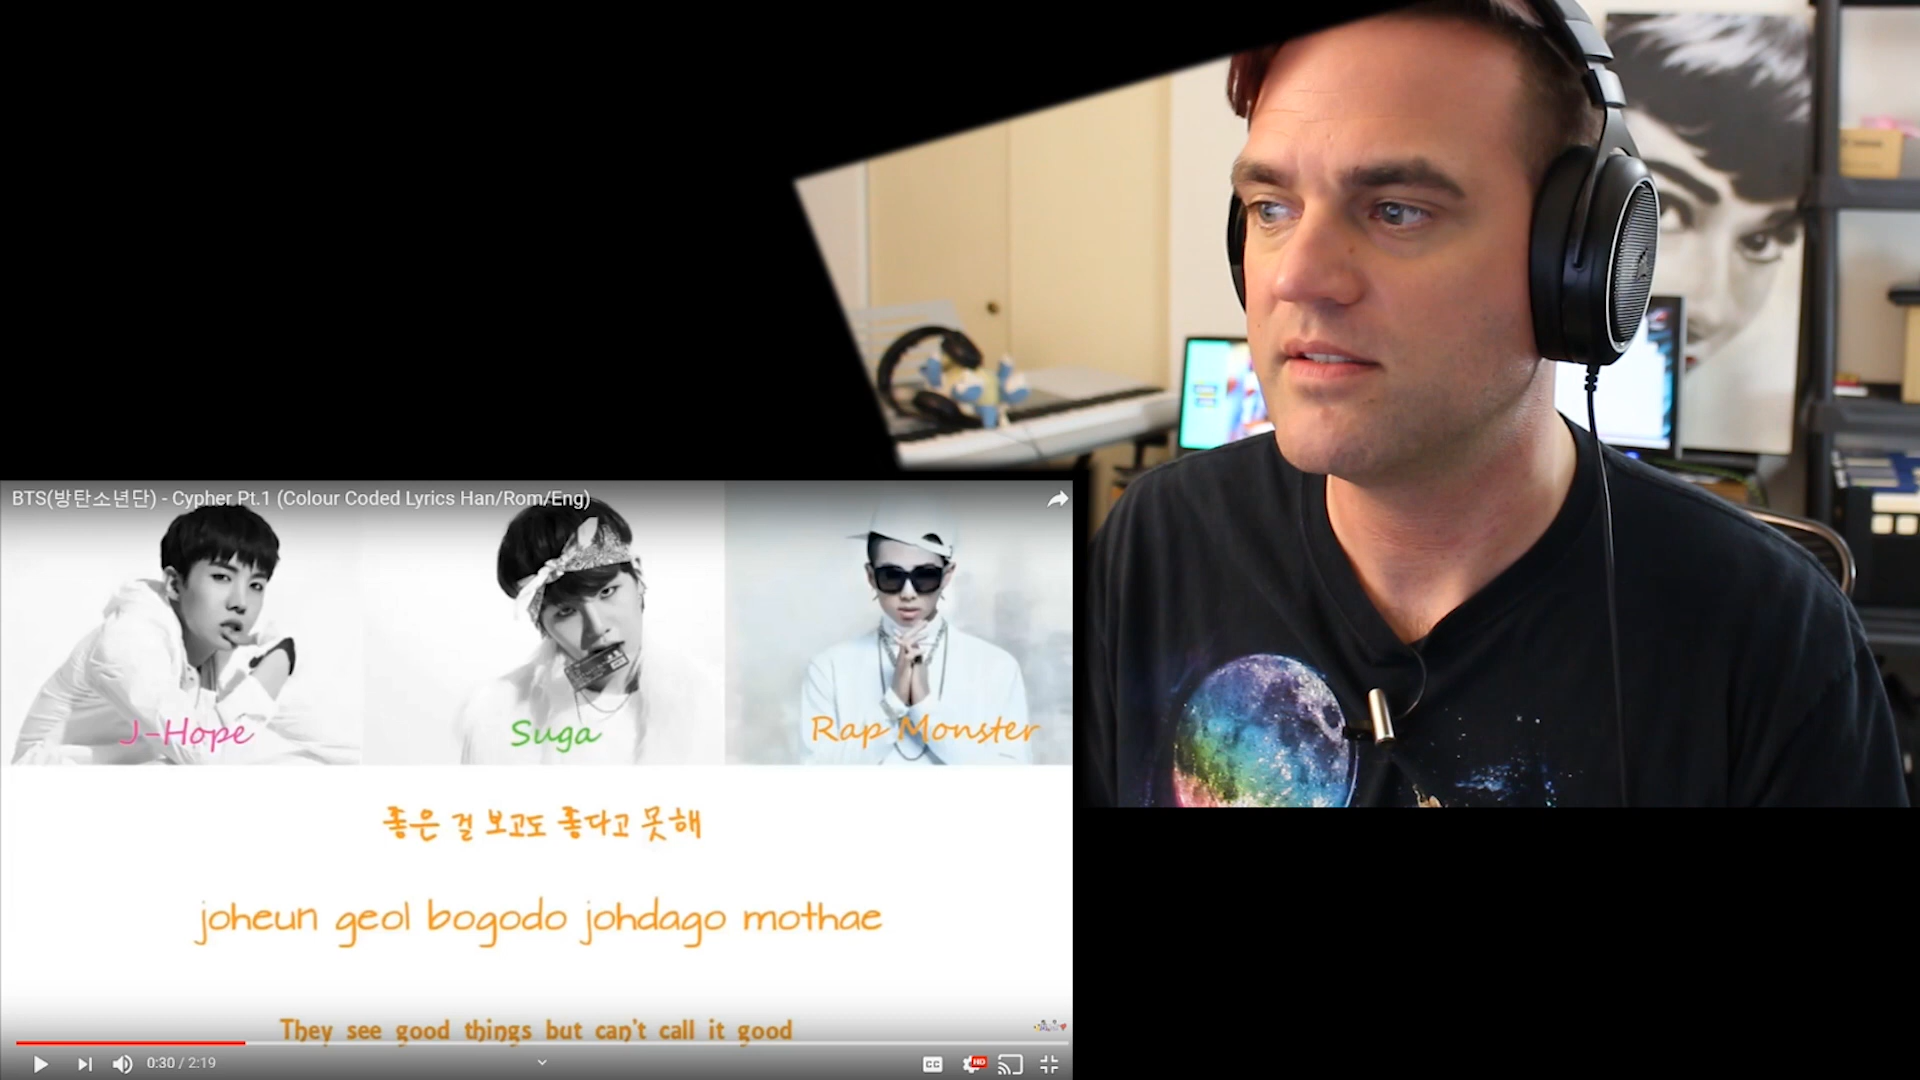 BTS(방탄소년단) - Cypher Pt.1 (Colour Coded Lyrics Han/Rom/Eng)
J-Hope
Suga
Rap Monster
좋은 걸 보고도 좋다고 못해
joheun geol bogodo johdago mothae
They see good things but can't call it good
0:30 / 2:19
CC
HD